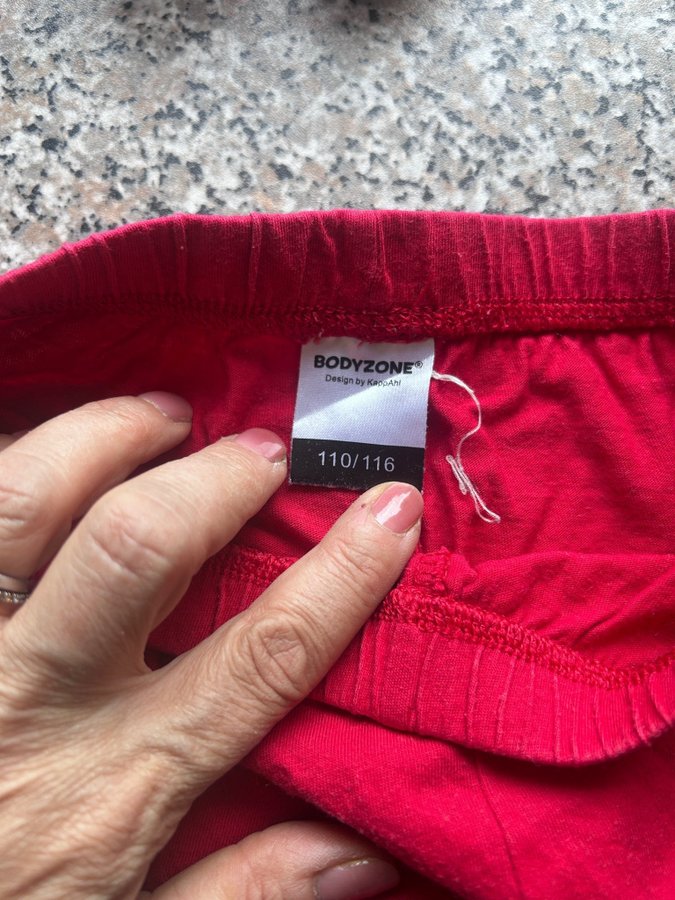 BODYZONE®
Design by KappAhl
110/116